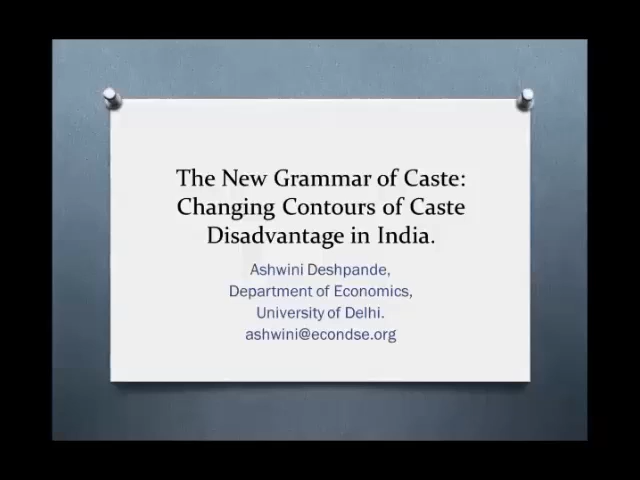 The New Grammar of Caste:
Changing Contours of Caste
Disadvantage in India.
Ashwini Deshpande,
Department of Economics,
University of Delhi.
ashwini@econdse.org